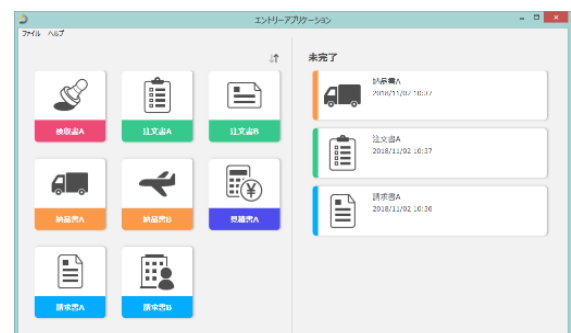 エントリーアプリケーション
ファイル ヘルプ
未完了
検収書A
注文書A
注文書B
納品書A
納品書B
見積書A
請求書A
請求書B
納品書A
2018/11/02 10:37
注文書A
2018/11/02 10:37
請求書A
2018/11/02 10:36